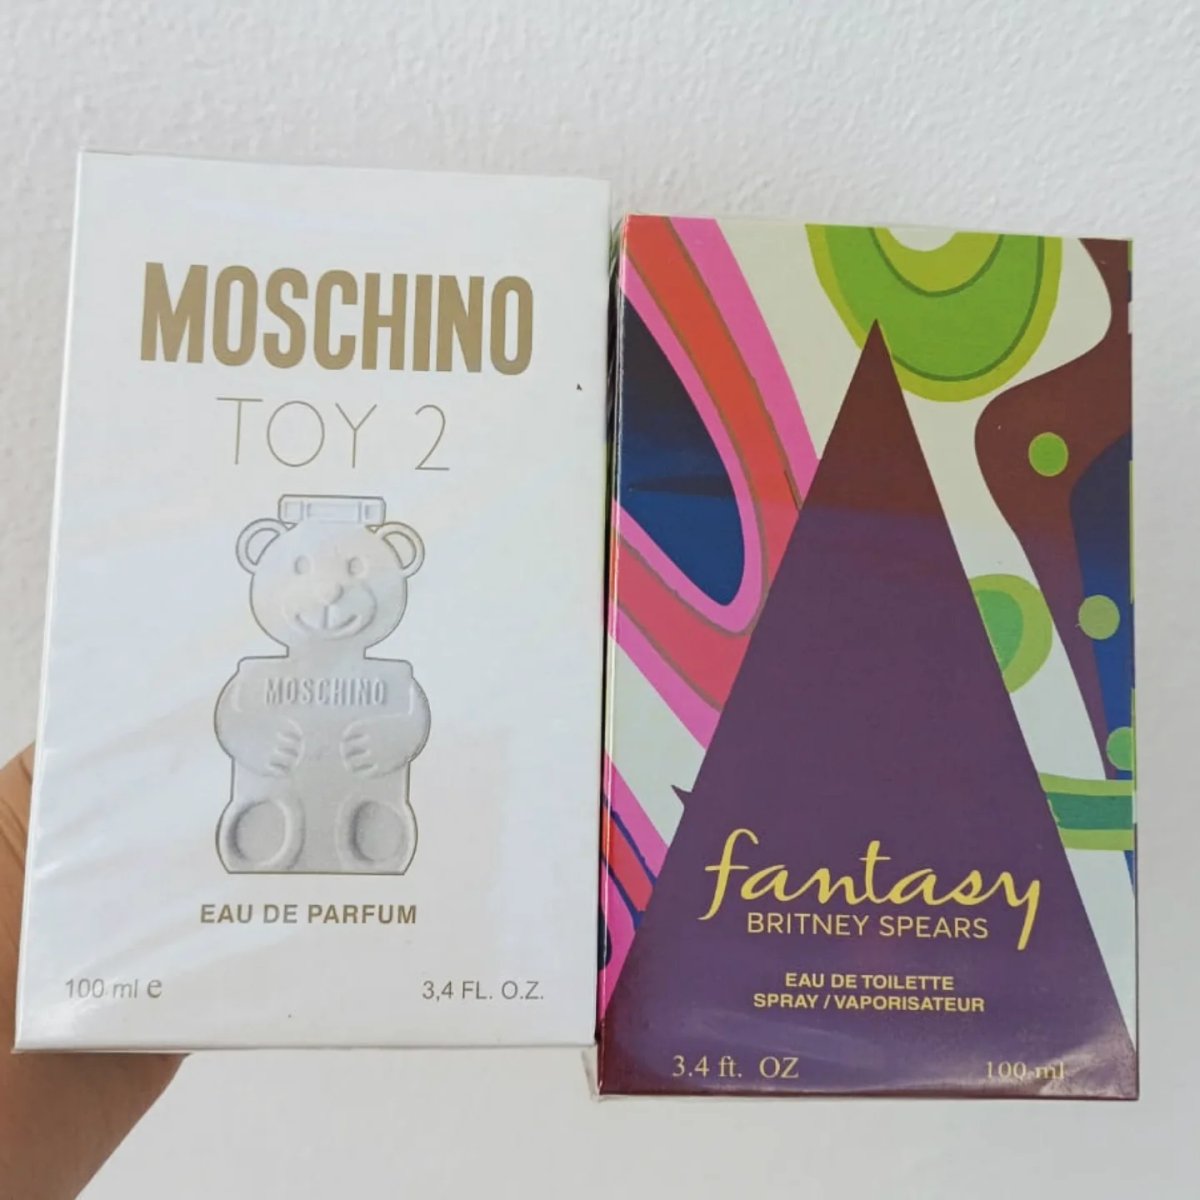 MOSCHINO
TOY 2
MOSCHINO
EAU DE PARFUM
100 ml e
3,4 FL. O.Z.
fantasy
BRITNEY SPEARS
EAU DE TOILETTE
SPRAY / VAPORISATEUR
3.4 ft. OZ
100 ml